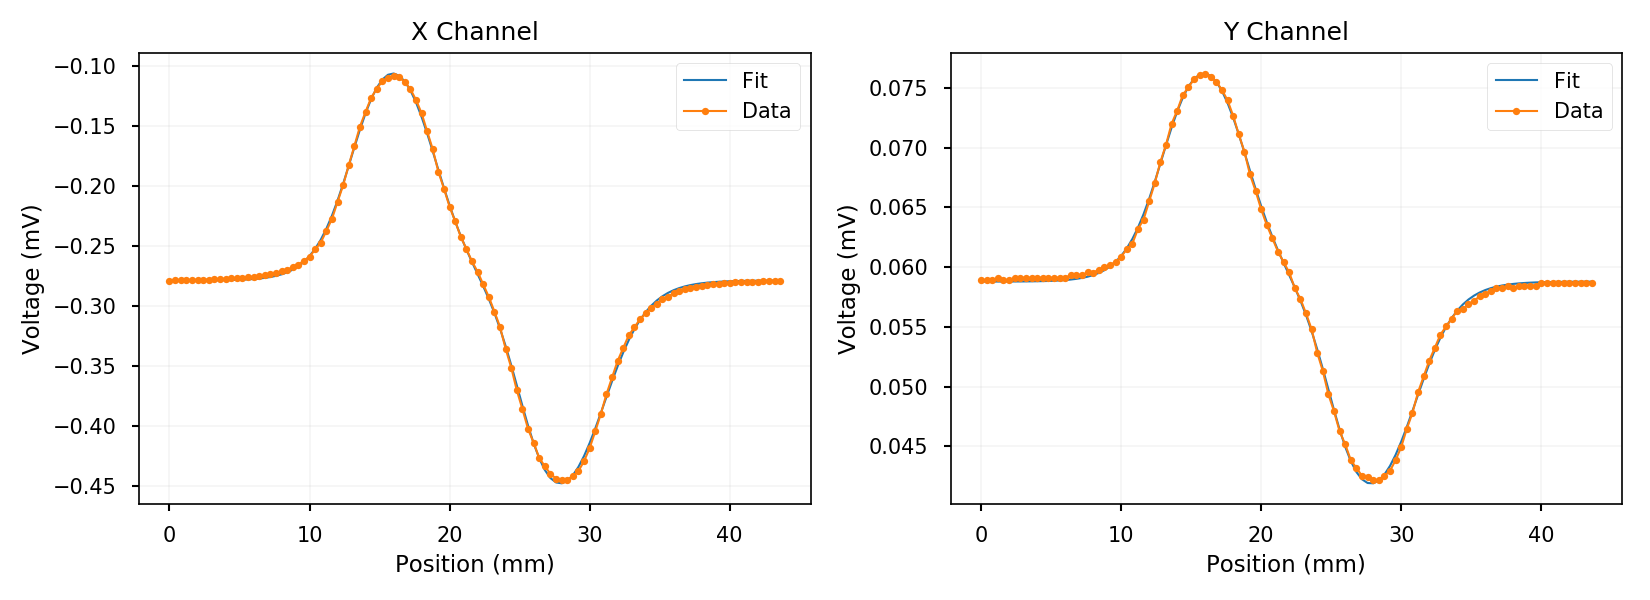 X Channel
Voltage (mV)
−0.10
−0.15
−0.20
−0.25
−0.30
−0.35
−0.40
−0.45
0 10 20 30 40
Position (mm)
Fit
Data
Y Channel
Voltage (mV)
0.075
0.070
0.065
0.060
0.055
0.050
0.045
0 10 20 30 40
Position (mm)
Fit
Data